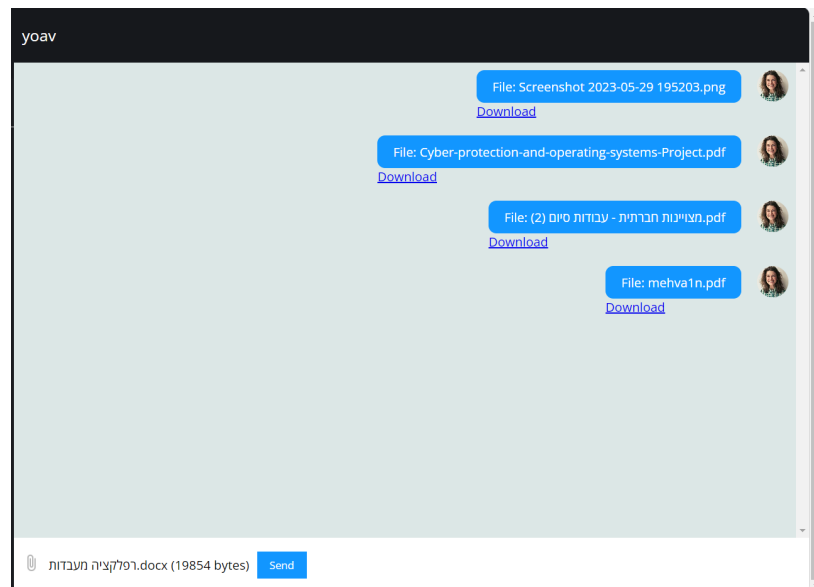 yoav
File: Screenshot 2023-05-29 195203.png
Download
File: Cyber-protection-and-operating-systems-Project.pdf
Download
File: מצויינות חברתית - עבודות סיום (2).pdf
Download
File: mehva1n.pdf
Download
רפלקציה מעבדות.docx (19854 bytes) Send